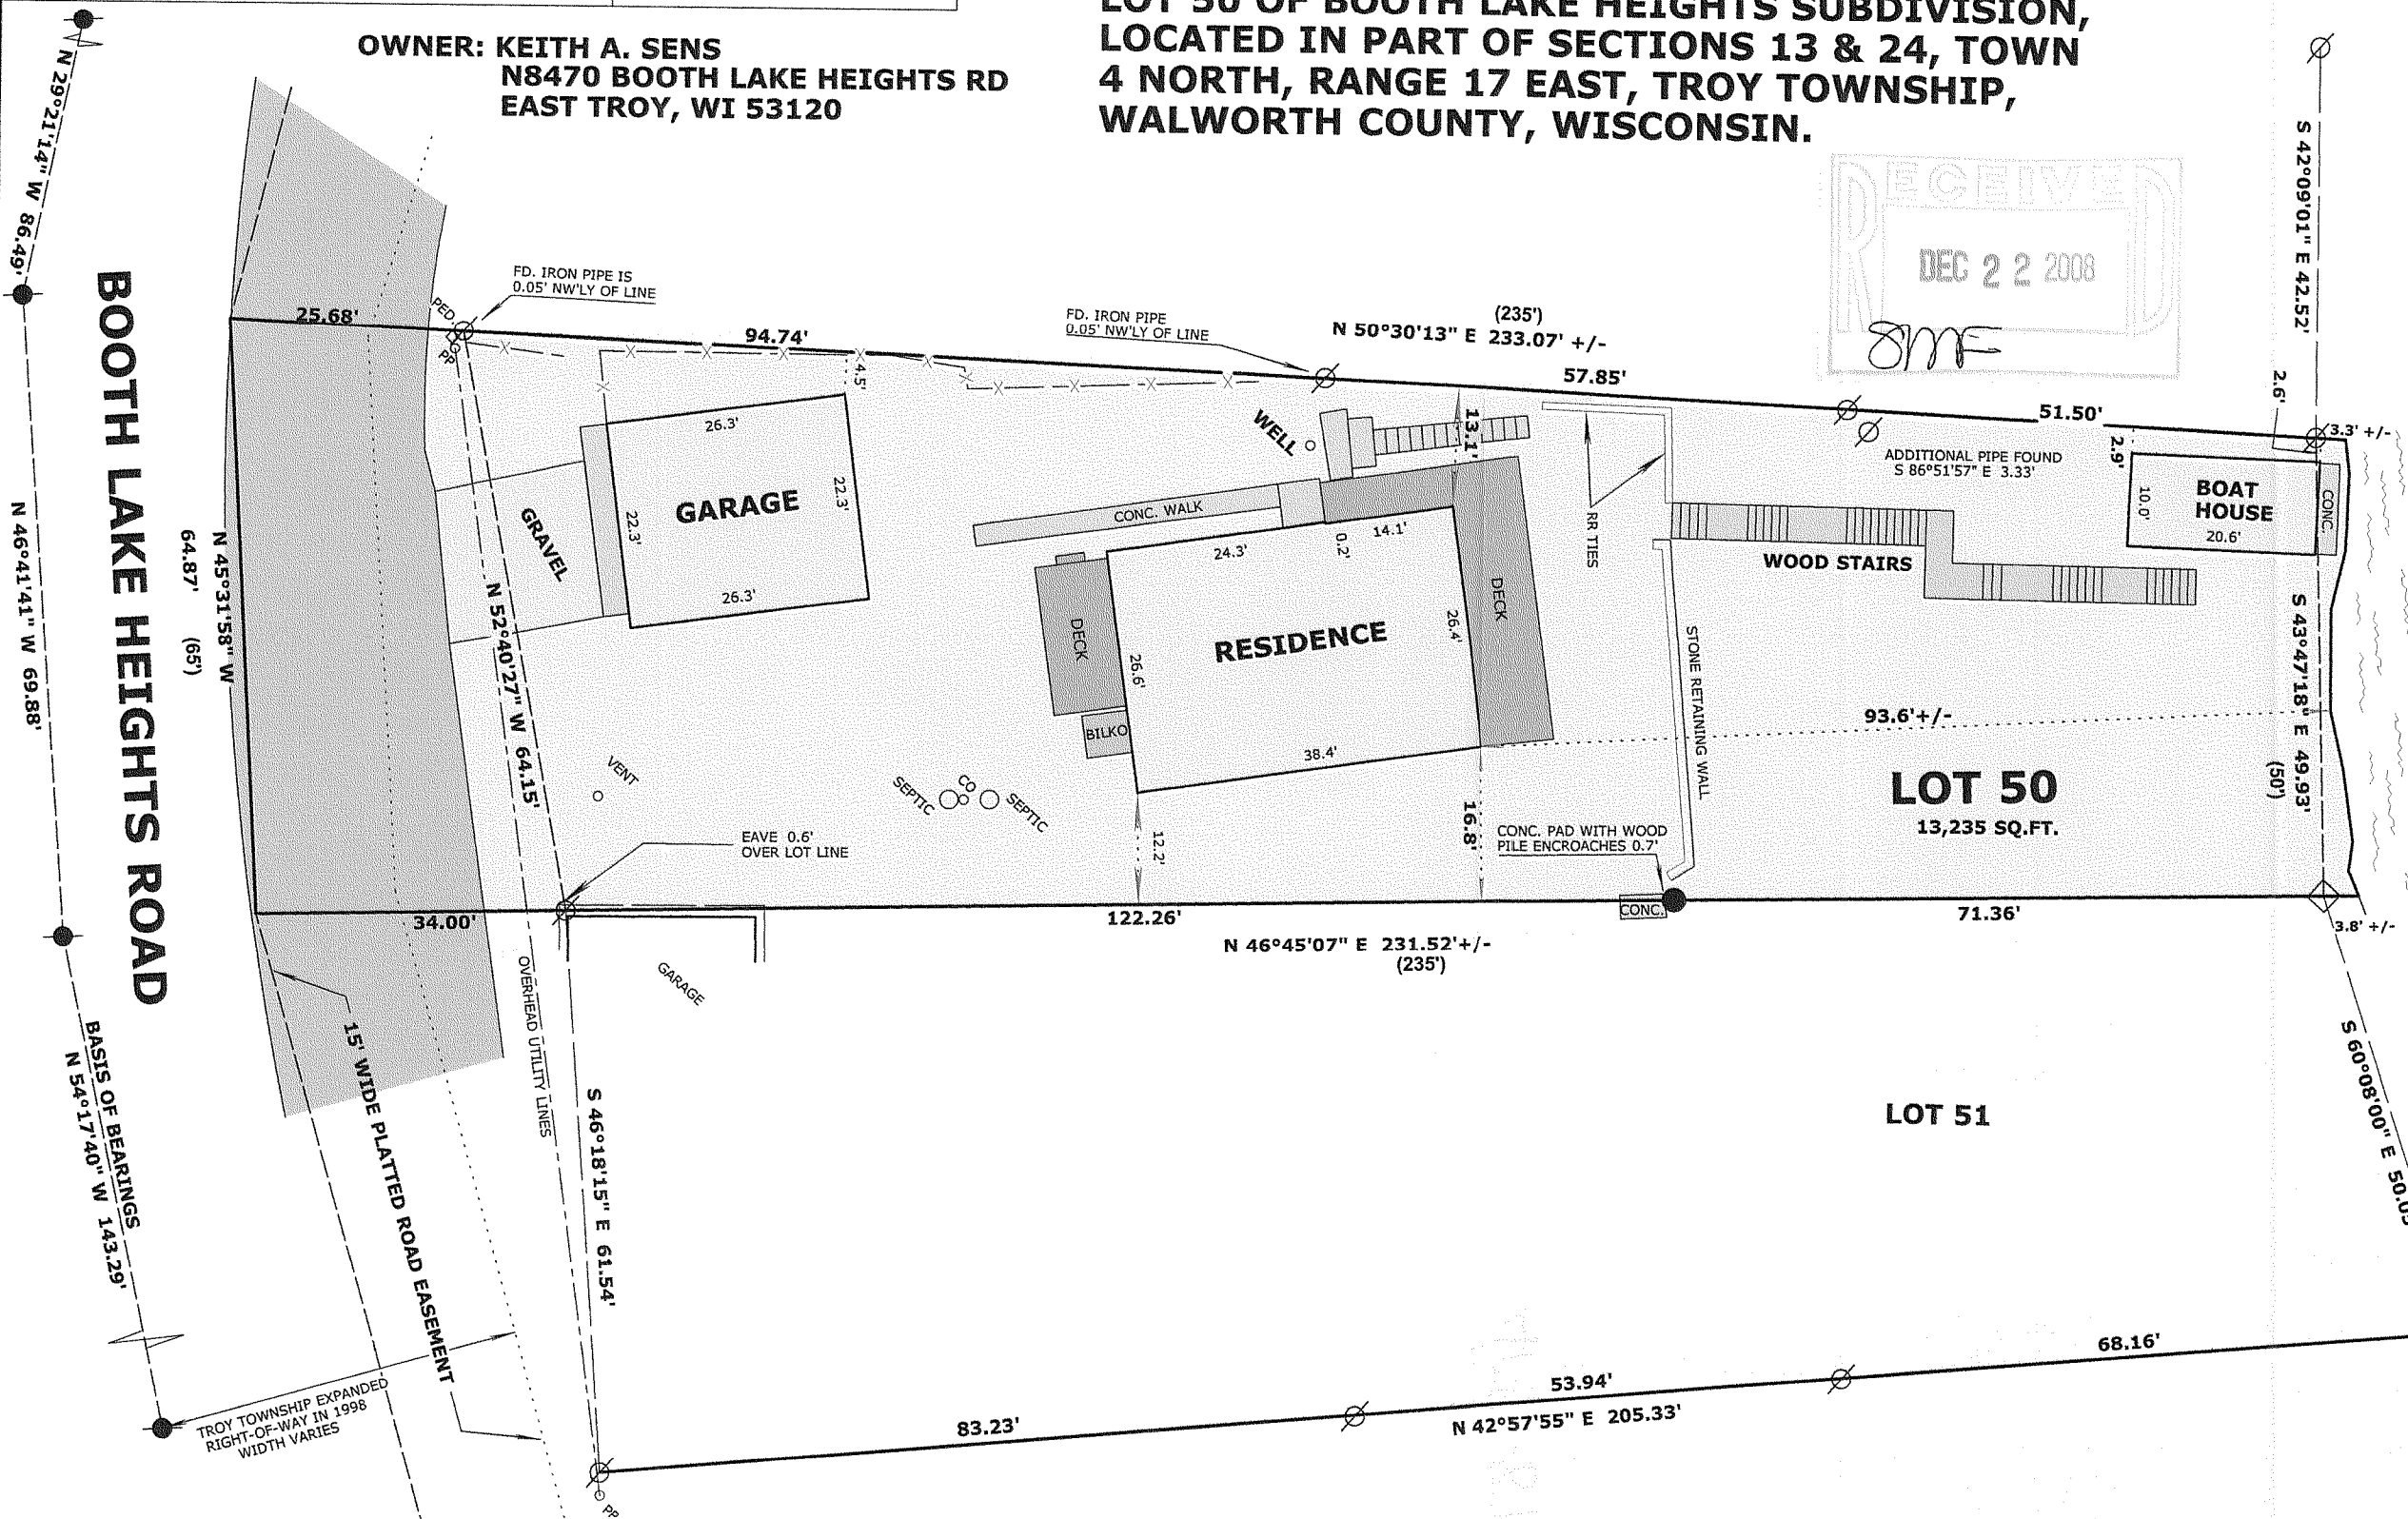 LOT 50 OF BOOTH LAKE HEIGHTS SUBDIVISION,
LOCATED IN PART OF SECTIONS 13 & 24, TOWN
4 NORTH, RANGE 17 EAST, TROY TOWNSHIP,
WALWORTH COUNTY, WISCONSIN.
OWNER: KEITH A. SENS
N8470 BOOTH LAKE HEIGHTS RD
EAST TROY, WI 53120
RECEIVED
DEC 22 2008
SMF
N 29°21'14" W 86.49'
BOOTH LAKE HEIGHTS ROAD
N 46°41'41" W 69.88'
BASIS OF BEARINGS
N 54°17'40" W 143.29'
TROY TOWNSHIP EXPANDED
RIGHT-OF-WAY IN 1998
WIDTH VARIES
15' WIDE PLATTED ROAD EASEMENT
N 45°31'58" W
64.87' (65')
25.68'
PED.
PP
FD. IRON PIPE IS
0.05' NW'LY OF LINE
94.74'
FD. IRON PIPE
0.05' NW'LY OF LINE
(235')
N 50°30'13" E 233.07' +/-
57.85'
51.50'
S 42°09'01" E 42.52'
2.6'
3.3' +/-
ADDITIONAL PIPE FOUND
S 86°51'57" E 3.33'
2.9'
BOAT
HOUSE
10.0'
20.6'
CONC.
4.5'
26.3'
GARAGE
22.3'
22.3'
26.3'
GRAVEL
N 52°40'27" W 64.15'
WELL
13.1'
CONC. WALK
24.3'
0.2'
14.1'
DECK
RESIDENCE
26.6'
26.4'
DECK
BILKO
38.4'
RR TIES
WOOD STAIRS
STONE RETAINING WALL
93.6'+/-
S 43°47'18" E 49.93'
(50')
LOT 50
13,235 SQ.FT.
VENT
SEPTIC
CO
SEPTIC
EAVE 0.6'
OVER LOT LINE
12.2'
16.8'
CONC. PAD WITH WOOD
PILE ENCROACHES 0.7'
CONC.
34.00'
122.26'
71.36'
3.8' +/-
N 46°45'07" E 231.52'+/-
(235')
GARAGE
OVERHEAD UTILITY LINES
S 46°18'15" E 61.54'
LOT 51
S 60°08'00" E 50.05
68.16'
53.94'
83.23'
N 42°57'55" E 205.33'
PP